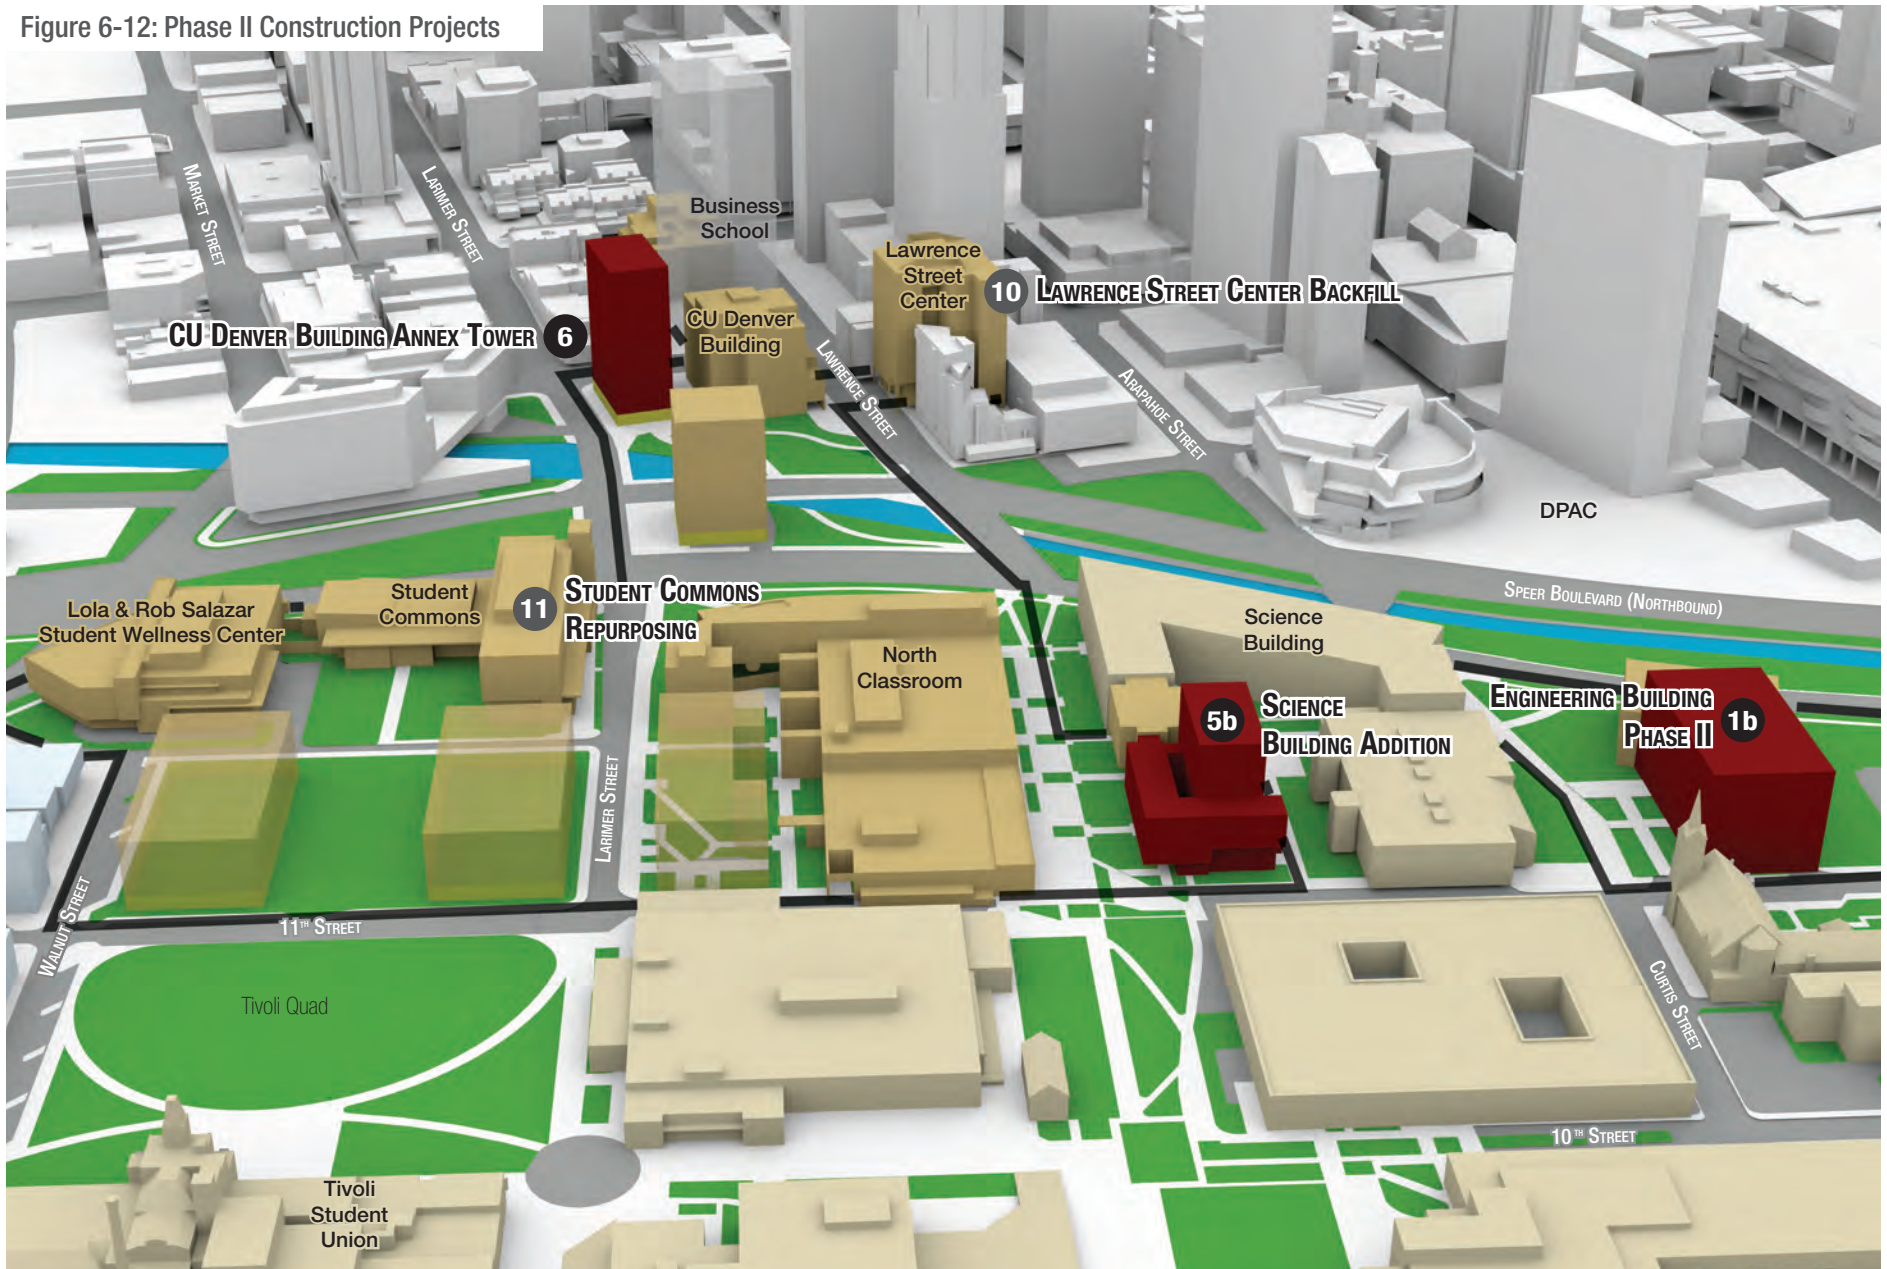 Figure 6-12: Phase II Construction Projects
Market Street
Larimer Street
Business
School
Lawrence
Street
Center
10 Lawrence Street Center Backfill
CU Denver Building Annex Tower 6
CU Denver
Building
Lawrence Street
Arapahoe Street
DPAC
Speer Boulevard (Northbound)
Lola & Rob Salazar
Student Wellness Center
Student
Commons
11
Student Commons
Repurposing
North
Classroom
Science
Building
5b
Science
Building Addition
Engineering Building
Phase II
1b
Larimer Street
Walnut Street
11th Street
Tivoli Quad
Curtis Street
10th Street
Tivoli
Student
Union